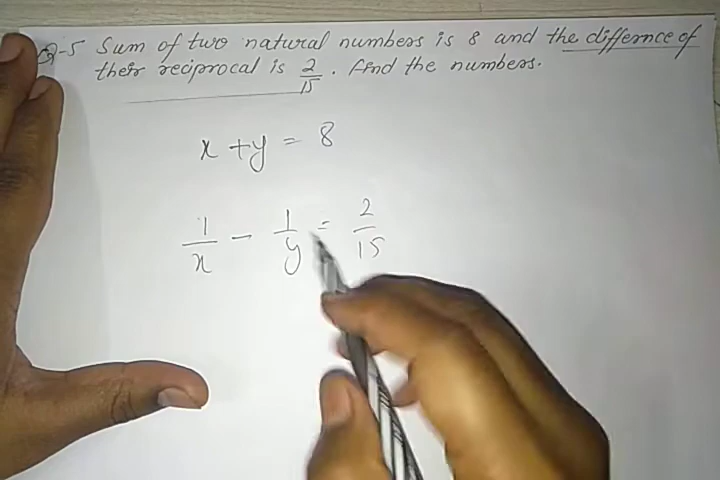 Q-5 Sum of two natural numbers is 8 and the differnce of
their reciprocal is 2/15. find the numbers.
x + y = 8
1/x - 1/y = 2/15